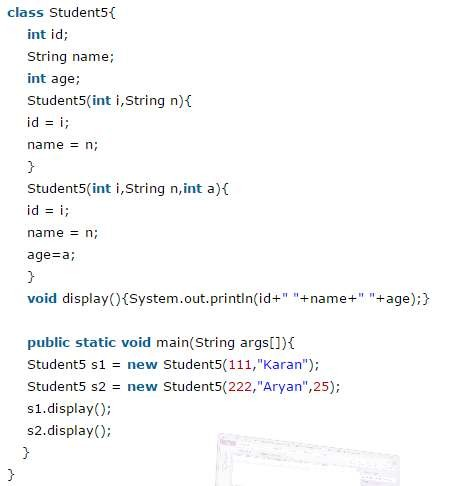 class Student5{
int id;
String name;
int age;
Student5(int i,String n){
id = i;
name = n;
}
Student5(int i,String n,int a){
id = i;
name = n;
age=a;
}
void display(){System.out.println(id+" "+name+" "+age);}
public static void main(String args[]){
Student5 s1 = new Student5(111,"Karan");
Student5 s2 = new Student5(222,"Aryan",25);
s1.display();
s2.display();
}
}